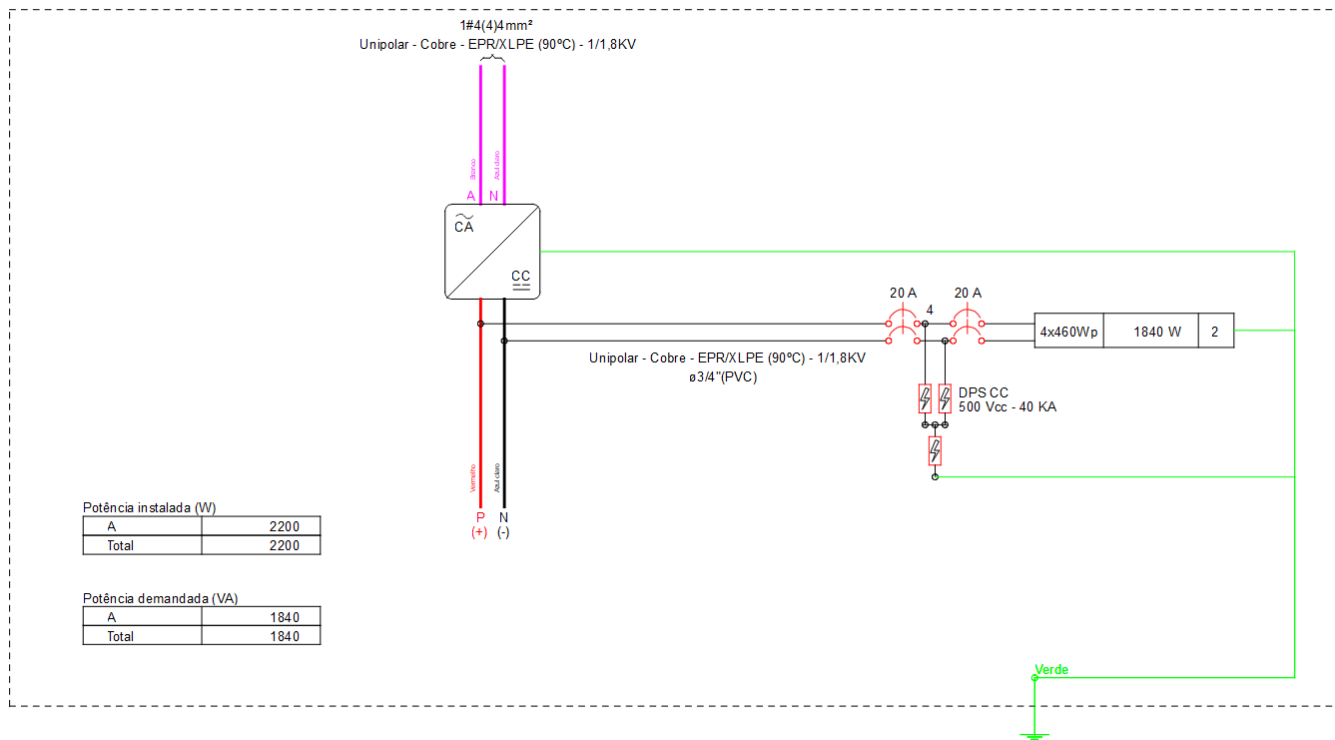 1#4(4)4mm²
Unipolar - Cobre - EPR/XLPE (90ºC) - 1/1,8KV
Branco
Azul claro
A N
CA
CC
20 A 20 A
4
4x460Wp 1840 W 2
Unipolar - Cobre - EPR/XLPE (90ºC) - 1/1,8KV
ø3/4"(PVC)
DPS CC
500 Vcc - 40 KA
Vermelho
Azul claro
P N
(+) (-)
Potência instalada (W)
A 2200
Total 2200
Potência demandada (VA)
A 1840
Total 1840
Verde